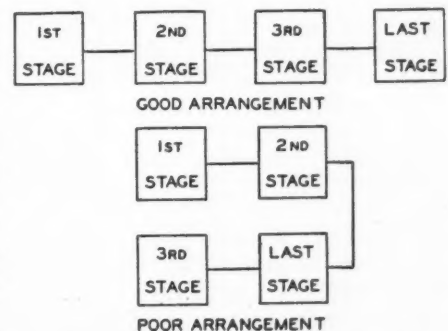 1ST
STAGE
2ND
STAGE
3RD
STAGE
LAST
STAGE
GOOD ARRANGEMENT
1ST
STAGE
2ND
STAGE
3RD
STAGE
LAST
STAGE
POOR ARRANGEMENT